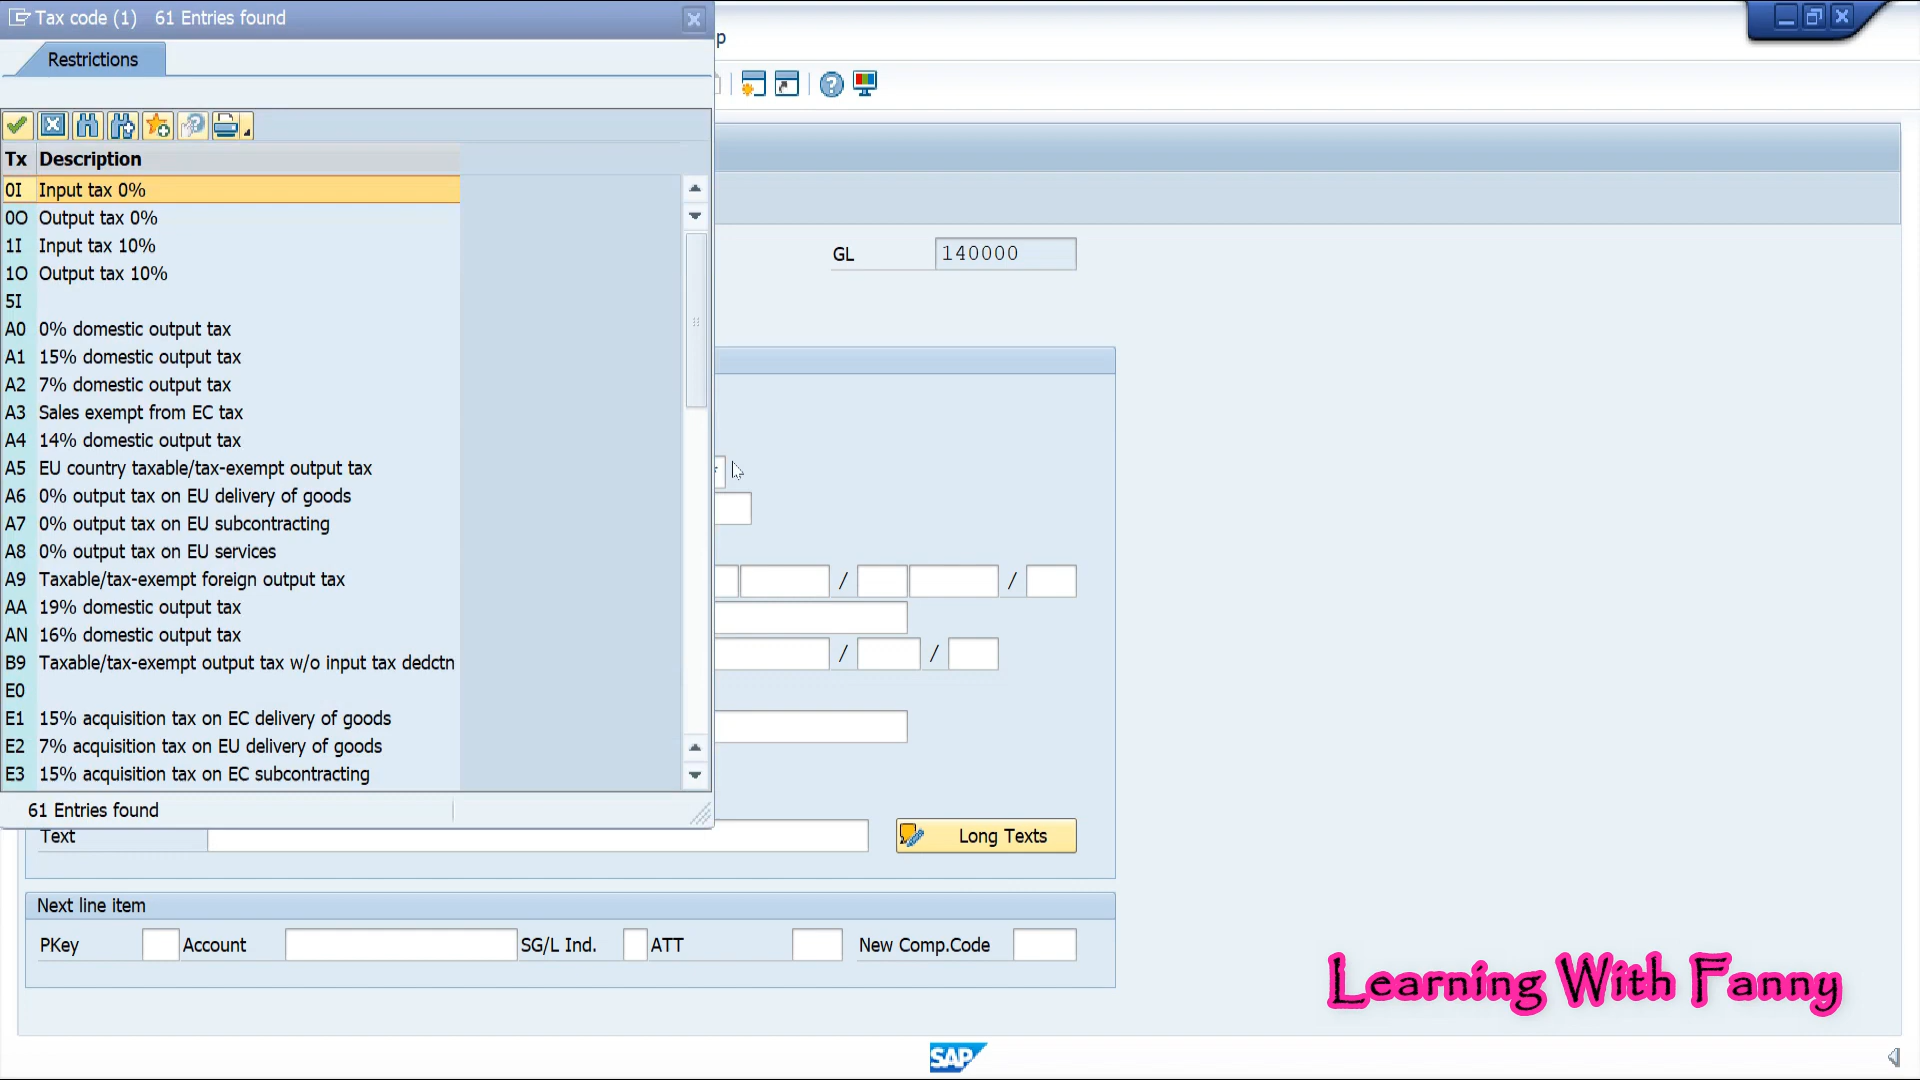 Tax code (1) 61 Entries found
p
Restrictions
Tx Description
0I Input tax 0%
0O Output tax 0%
1I Input tax 10%
1O Output tax 10%
5I
A0 0% domestic output tax
A1 15% domestic output tax
A2 7% domestic output tax
A3 Sales exempt from EC tax
A4 14% domestic output tax
A5 EU country taxable/tax-exempt output tax
A6 0% output tax on EU delivery of goods
A7 0% output tax on EU subcontracting
A8 0% output tax on EU services
A9 Taxable/tax-exempt foreign output tax
AA 19% domestic output tax
AN 16% domestic output tax
B9 Taxable/tax-exempt output tax w/o input tax dedctn
E0
E1 15% acquisition tax on EC delivery of goods
E2 7% acquisition tax on EU delivery of goods
E3 15% acquisition tax on EC subcontracting
61 Entries found
GL 140000
/ /
/ /
Text Long Texts
Next line item
PKey Account SG/L Ind. ATT New Comp.Code
Learning With Fanny
SAP